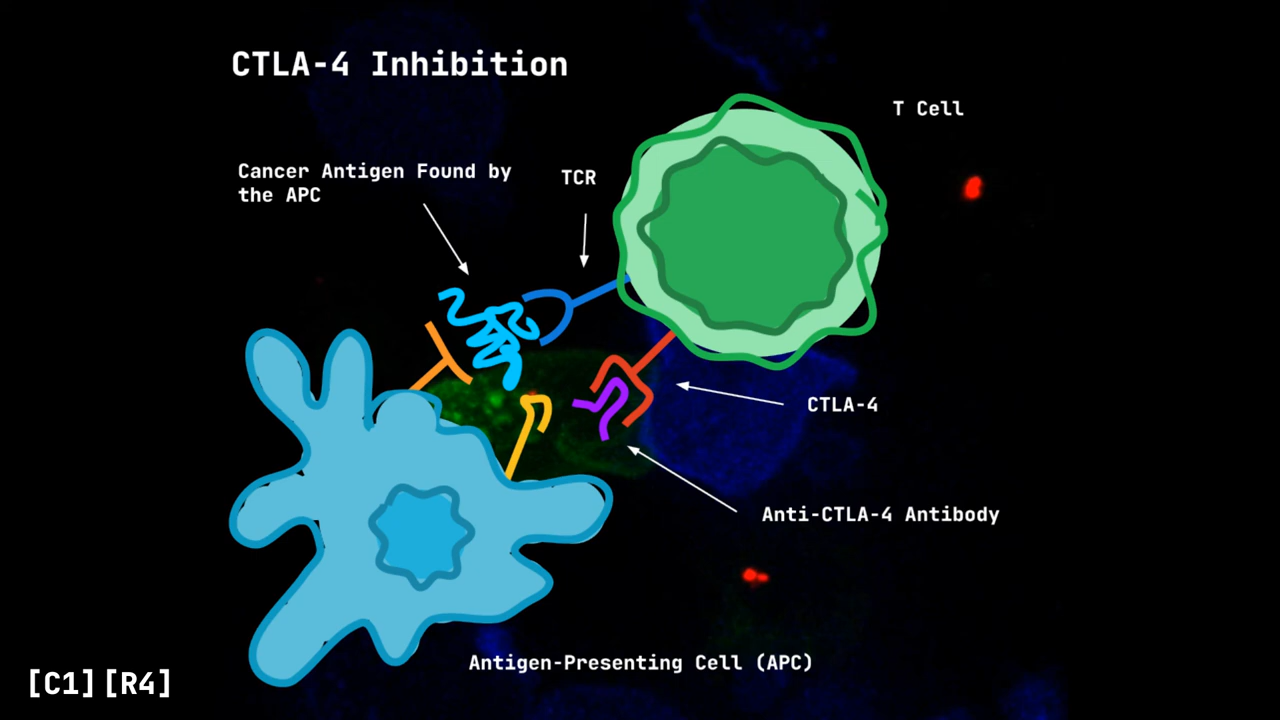 CTLA-4 Inhibition
T Cell
Cancer Antigen Found by
the APC
TCR
CTLA-4
Anti-CTLA-4 Antibody
Antigen-Presenting Cell (APC)
[C1][R4]